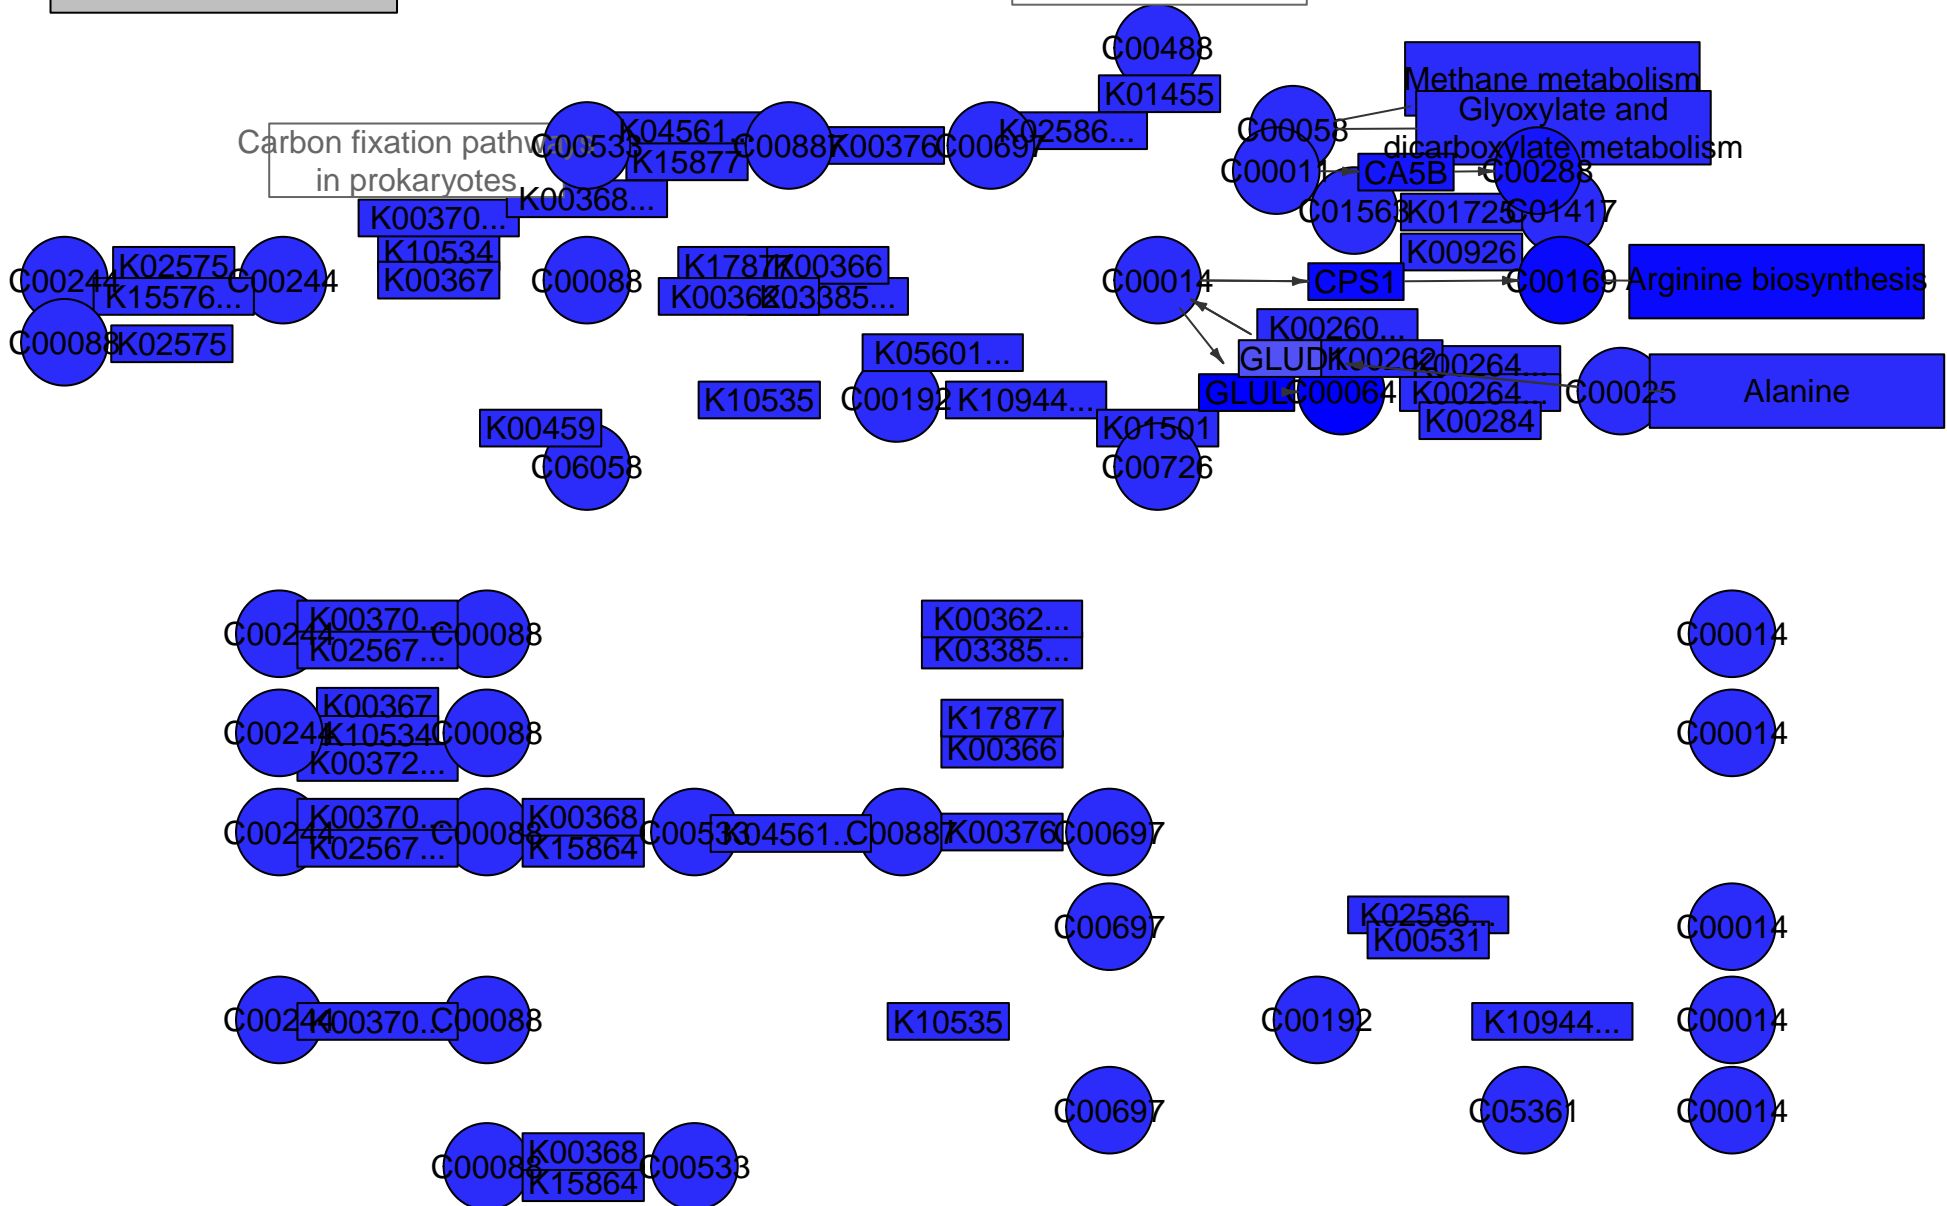 C00488
K01455
Methane metabolism
Glyoxylate and
dicarboxylate metabolism
C00058
Carbon fixation pathways
in prokaryotes
C00533
K04561...
K15877
C00887
K00376
C00697
K02586...
C00011
CA5B
C00288
C01563
K01725
C01417
K00926
K00368...
K00370...
K10534
K00367
C00244
K02575
K15576...
C00244
C00088
K02575
C00088
K17877
K00366
K00362...
K03385...
C00014
CPS1
C00169
Arginine biosynthesis
K00260...
GLUD1
K00262
K00264...
K00264...
K00284
GLUL
C00064
C00025
Alanine
K05601...
K10535
C00192
K10944...
K01501
C00726
K00459
C06058
C00244
K00370...
K02567...
C00088
K00362...
K03385...
C00014
C00244
K00367
K10534
K00372...
C00088
K17877
K00366
C00014
C00244
K00370...
K02567...
C00088
K00368
K15864
C00533
K04561...
C00887
K00376
C00697
C00697
K02586...
K00531
C00014
C00244
K00370...
C00088
K10535
C00192
K10944...
C00014
C00697
C05361
C00014
C00088
K00368
K15864
C00533